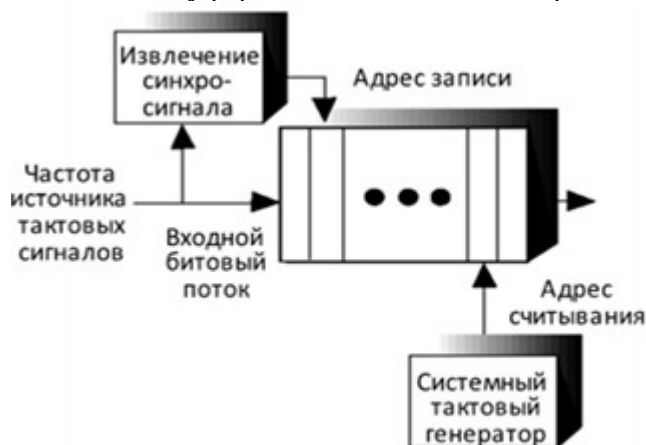 Извлечение
синхро-
сигнала
Адрес записи
Частота
источника
тактовых
сигналов
Входной
битовый
поток
Адрес
считывания
Системный
тактовый
генератор